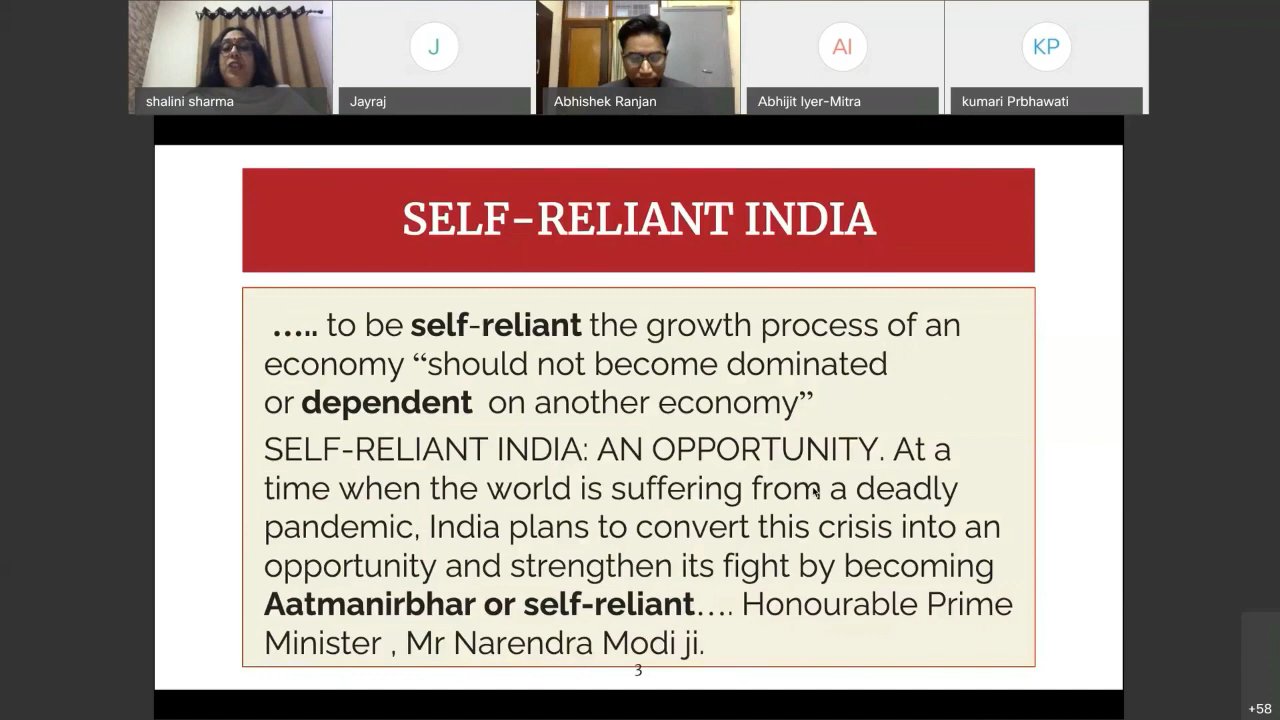 shalini sharma
J
Jayraj
Abhishek Ranjan
AI
Abhijit Iyer-Mitra
KP
kumari Prbhawati
SELF-RELIANT INDIA
….. to be self-reliant the growth process of an
economy “should not become dominated
or dependent on another economy”
SELF-RELIANT INDIA: AN OPPORTUNITY. At a
time when the world is suffering from a deadly
pandemic, India plans to convert this crisis into an
opportunity and strengthen its fight by becoming
Aatmanirbhar or self-reliant…. Honourable Prime
Minister , Mr Narendra Modi ji.
3
+58